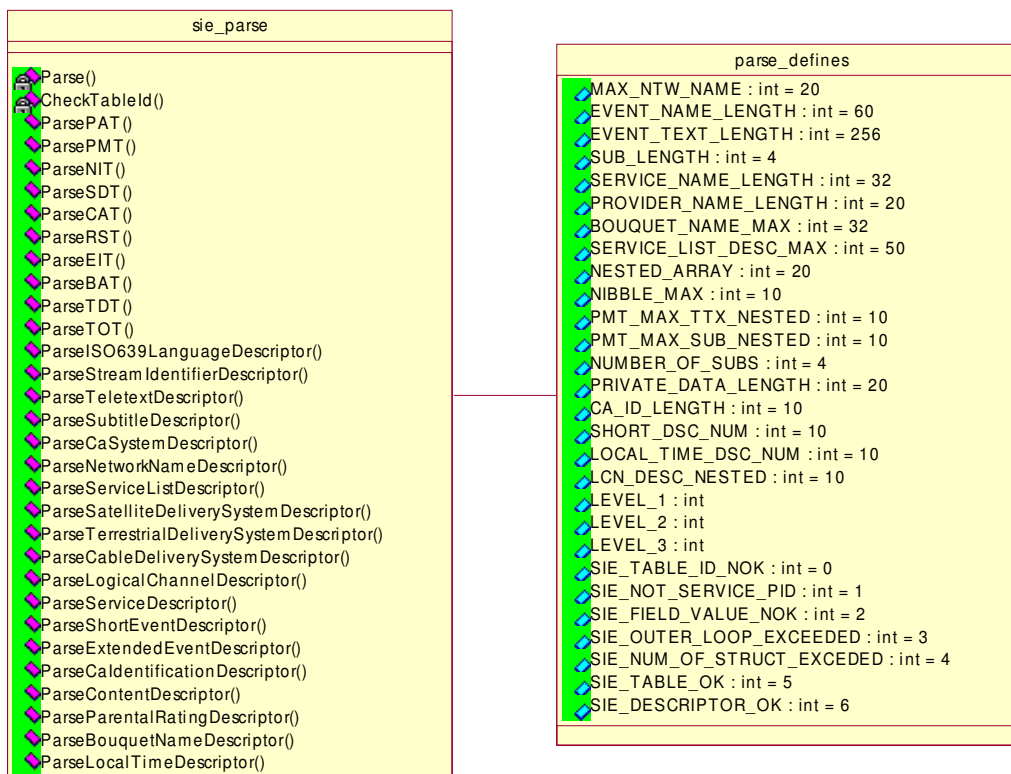 sie_parse
Parse()
CheckTableId()
ParsePAT()
ParsePMT()
ParseNIT()
ParseSDT()
ParseCAT()
ParseRST()
ParseEIT()
ParseBAT()
ParseTDT()
ParseTOT()
ParseISO639LanguageDescriptor()
ParseStreamIdentifierDescriptor()
ParseTeletextDescriptor()
ParseSubtitleDescriptor()
ParseCaSystemDescriptor()
ParseNetworkNameDescriptor()
ParseServiceListDescriptor()
ParseSatelliteDeliverySystemDescriptor()
ParseTerrestrialDeliverySystemDescriptor()
ParseCableDeliverySystemDescriptor()
ParseLogicalChannelDescriptor()
ParseServiceDescriptor()
ParseShortEventDescriptor()
ParseExtendedEventDescriptor()
ParseCaIdentificationDescriptor()
ParseContentDescriptor()
ParseParentalRatingDescriptor()
ParseBouquetNameDescriptor()
ParseLocalTimeDescriptor()
parse_defines
MAX_NTW_NAME : int = 20
EVENT_NAME_LENGTH : int = 60
EVENT_TEXT_LENGTH : int = 256
SUB_LENGTH : int = 4
SERVICE_NAME_LENGTH : int = 32
PROVIDER_NAME_LENGTH : int = 20
BOUQUET_NAME_MAX : int = 32
SERVICE_LIST_DESC_MAX : int = 50
NESTED_ARRAY : int = 20
NIBBLE_MAX : int = 10
PMT_MAX_TTX_NESTED : int = 10
PMT_MAX_SUB_NESTED : int = 10
NUMBER_OF_SUBS : int = 4
PRIVATE_DATA_LENGTH : int = 20
CA_ID_LENGTH : int = 10
SHORT_DSC_NUM : int = 10
LOCAL_TIME_DSC_NUM : int = 10
LCN_DESC_NESTED : int = 10
LEVEL_1 : int
LEVEL_2 : int
LEVEL_3 : int
SIE_TABLE_ID_NOK : int = 0
SIE_NOT_SERVICE_PID : int = 1
SIE_FIELD_VALUE_NOK : int = 2
SIE_OUTER_LOOP_EXCEEDED : int = 3
SIE_NUM_OF_STRUCT_EXCEDED : int = 4
SIE_TABLE_OK : int = 5
SIE_DESCRIPTOR_OK : int = 6